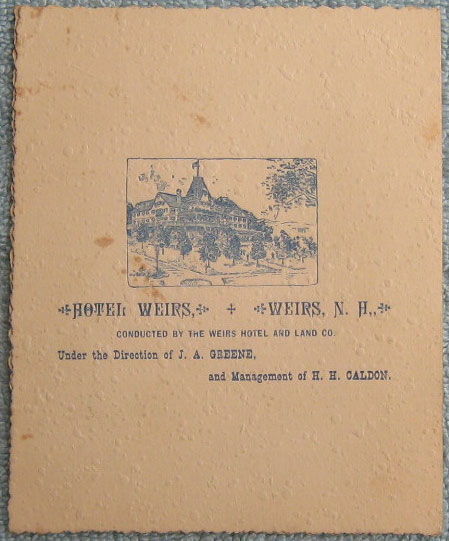 HOTEL WEIRS, + WEIRS, N. H.,
CONDUCTED BY THE WEIRS HOTEL AND LAND CO.
Under the Direction of J. A. GREENE,
and Management of H. H. CALDON.